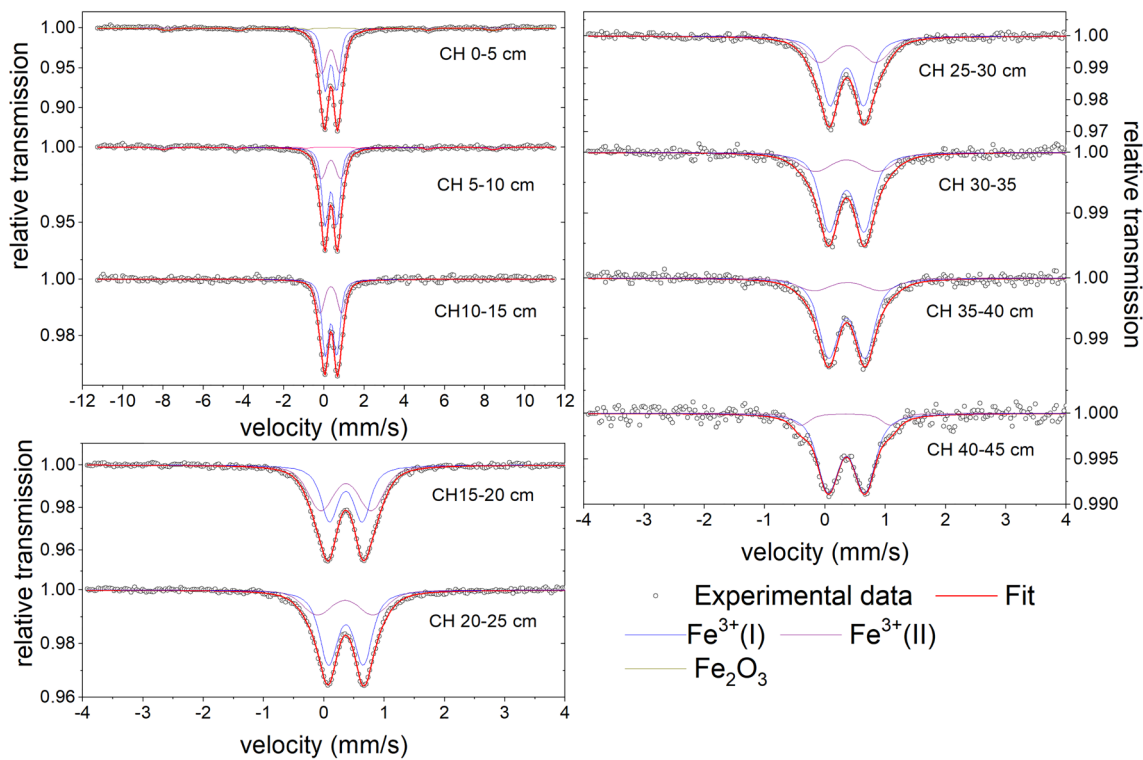 relative transmission
1.00
0.95
0.90
CH 0-5 cm
1.00
0.95
CH 5-10 cm
1.00
0.98
CH10-15 cm
-12 -10 -8 -6 -4 -2 0 2 4 6 8 10 12
velocity (mm/s)
relative transmission
1.00
0.98
0.96
CH15-20 cm
1.00
0.98
0.96
CH 20-25 cm
-4 -3 -2 -1 0 1 2 3 4
velocity (mm/s)
relative transmission
1.00
0.99
0.98
0.97
CH 25-30 cm
1.00
0.99
CH 30-35
1.00
0.99
CH 35-40 cm
1.000
0.995
0.990
CH 40-45 cm
-4 -3 -2 -1 0 1 2 3 4
velocity (mm/s)
Experimental data Fit
Fe³⁺(I) Fe³⁺(II)
Fe₂O₃